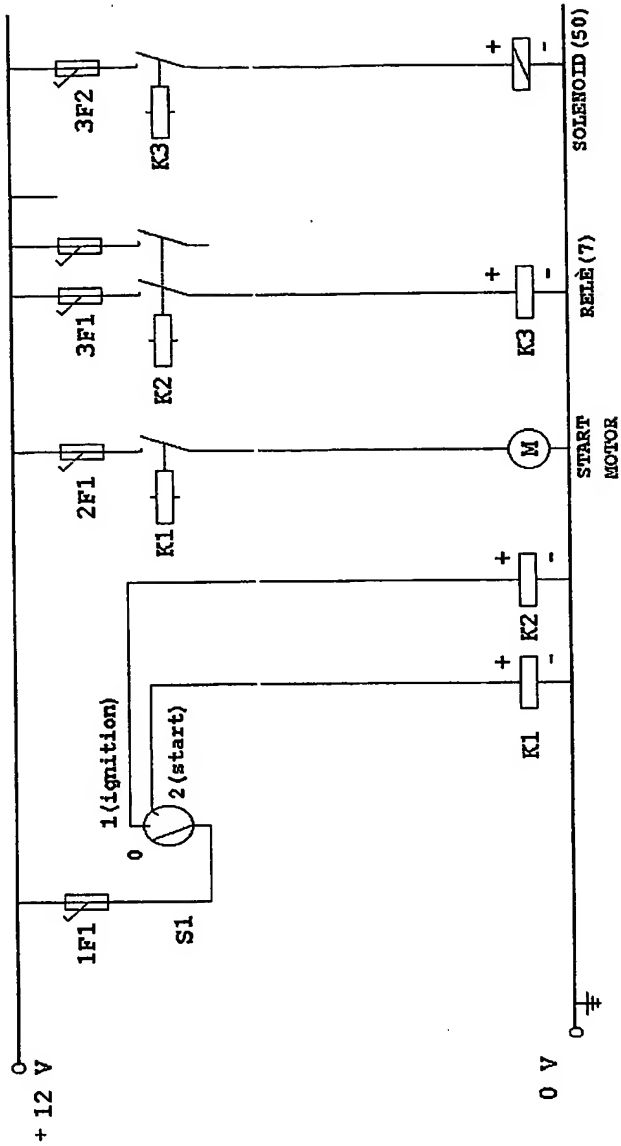 + 12 V
0 V
1F1
S1
0
1(ignition)
2(start)
K1
+
-
K2
+
-
2F1
K1
M
START
MOTOR
3F1
K2
K3
+
-
RELÈ(7)
3F2
K3
+
-
SOLENOID(50)